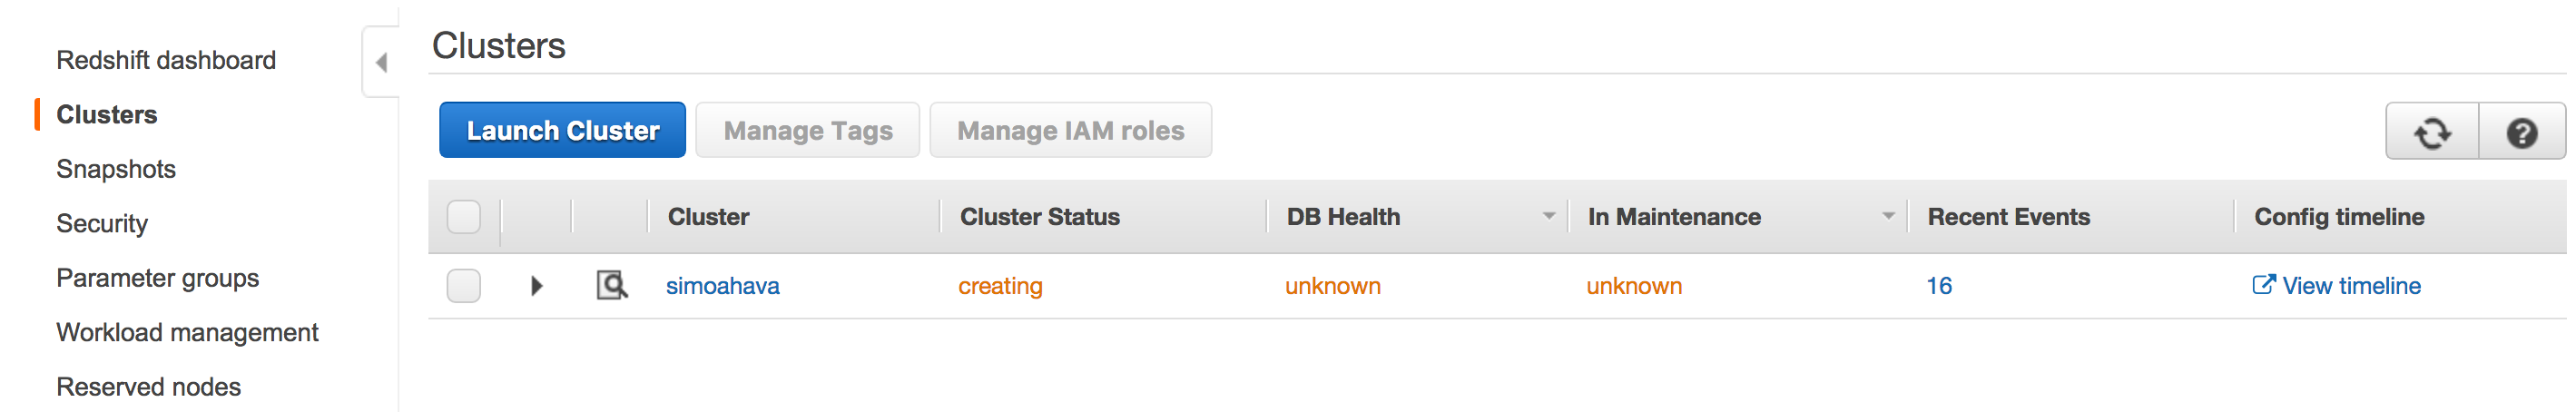 Redshift dashboard
Clusters
Snapshots
Security
Parameter groups
Workload management
Reserved nodes
Clusters
Launch Cluster Manage Tags Manage IAM roles
Cluster Cluster Status DB Health In Maintenance Recent Events Config timeline
simoahava creating unknown unknown 16 View timeline